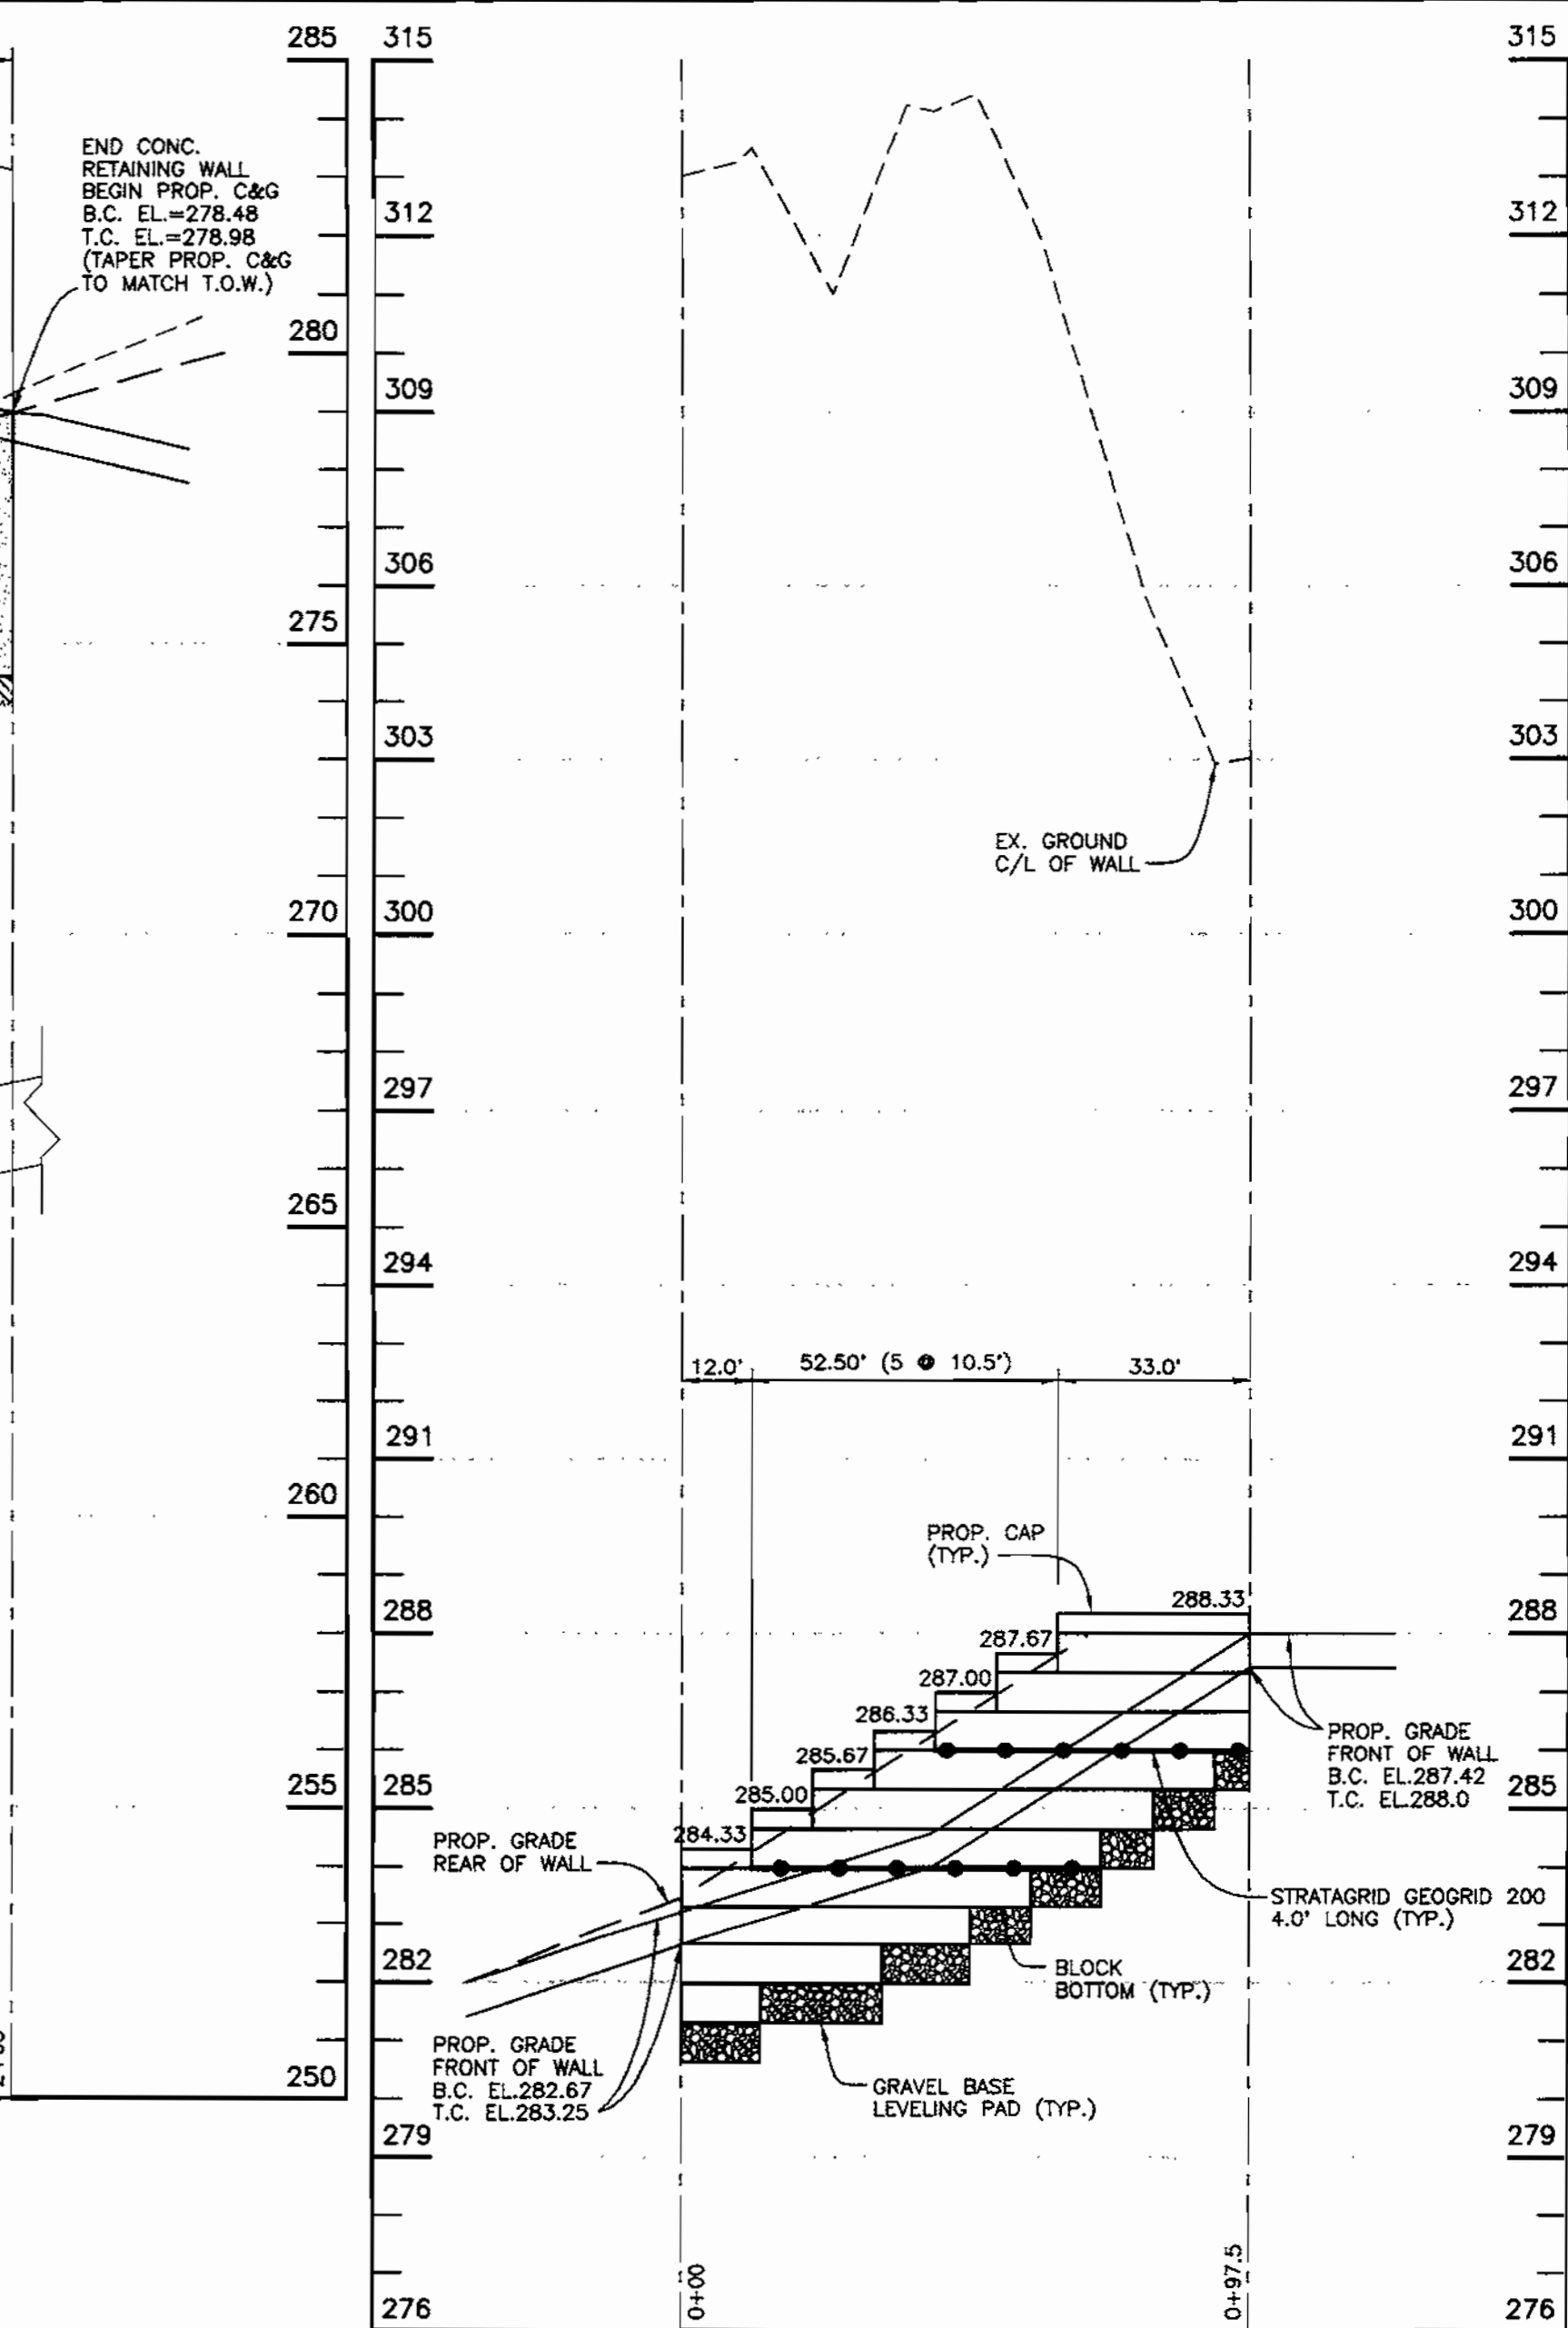 END CONC.
RETAINING WALL
BEGIN PROP. C&G
B.C. EL.=278.48
T.C. EL.=278.98
(TAPER PROP. C&G
TO MATCH T.O.W.)
285
280
275
270
265
260
255
250
315
312
309
306
303
300
297
294
291
288
285
282
279
276
EX. GROUND
C/L OF WALL
12.0'
52.50' (5 @ 10.5')
33.0'
PROP. CAP
(TYP.)
288.33
287.67
287.00
286.33
285.67
285.00
284.33
PROP. GRADE
REAR OF WALL
PROP. GRADE
FRONT OF WALL
B.C. EL.287.42
T.C. EL.288.0
STRATAGRID GEOGRID 200
4.0' LONG (TYP.)
BLOCK
BOTTOM (TYP.)
PROP. GRADE
FRONT OF WALL
B.C. EL.282.67
T.C. EL.283.25
GRAVEL BASE
LEVELING PAD (TYP.)
0+00
0+97.5
315
312
309
306
303
300
297
294
291
288
285
282
279
276